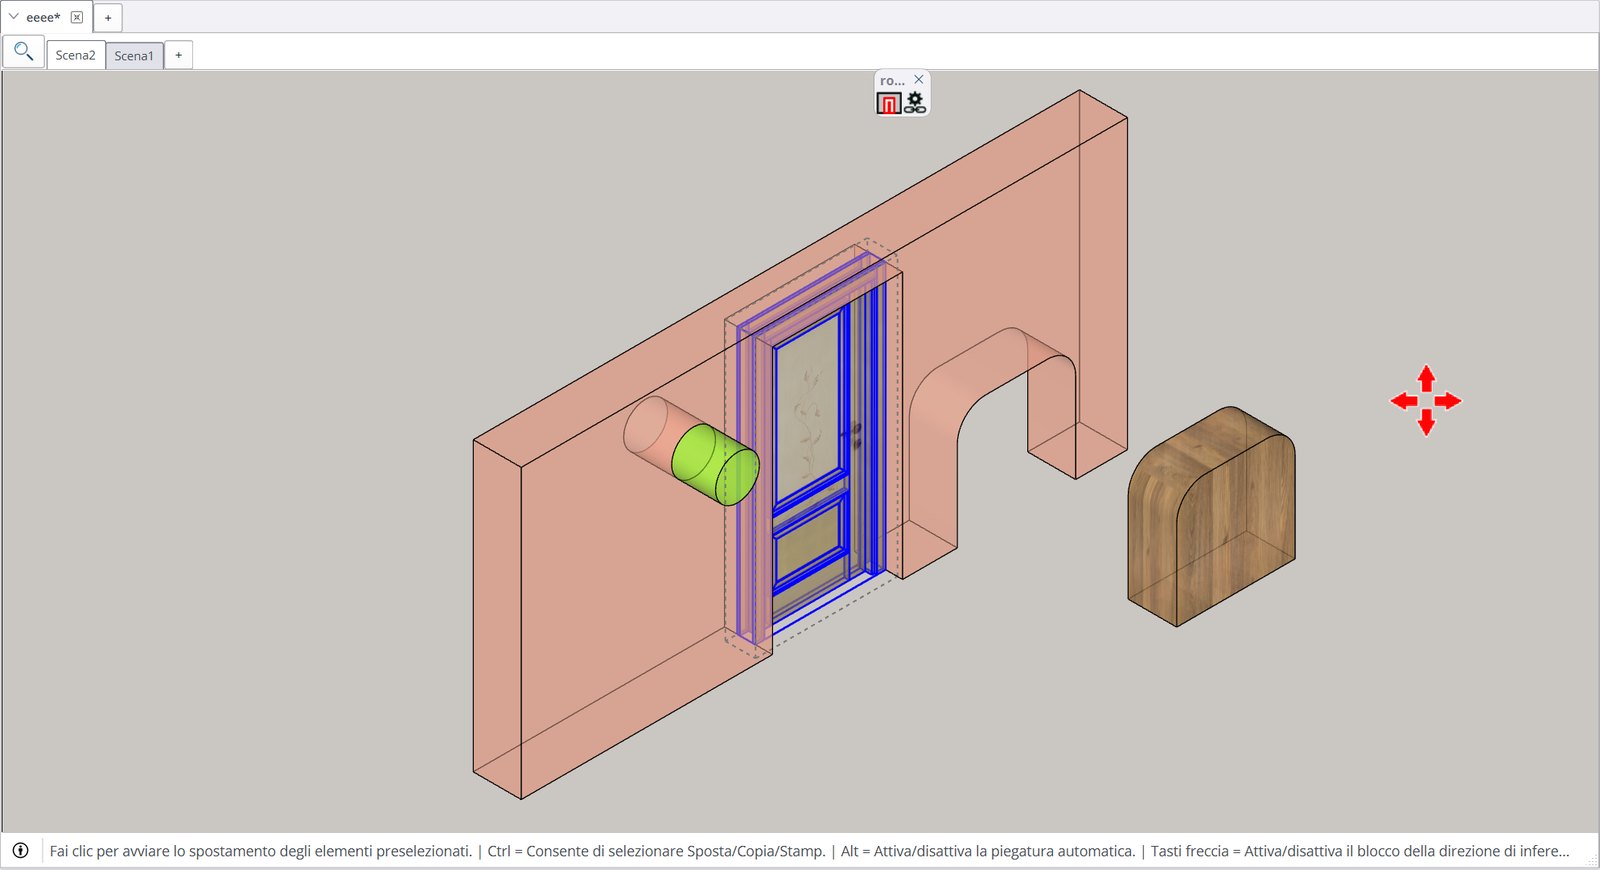 eeee*
+
Scena2
Scena1
+
ro...
Fai clic per avviare lo spostamento degli elementi preselezionati. | Ctrl = Consente di selezionare Sposta/Copia/Stamp. | Alt = Attiva/disattiva la piegatura automatica. | Tasti freccia = Attiva/disattiva il blocco della direzione di infere...